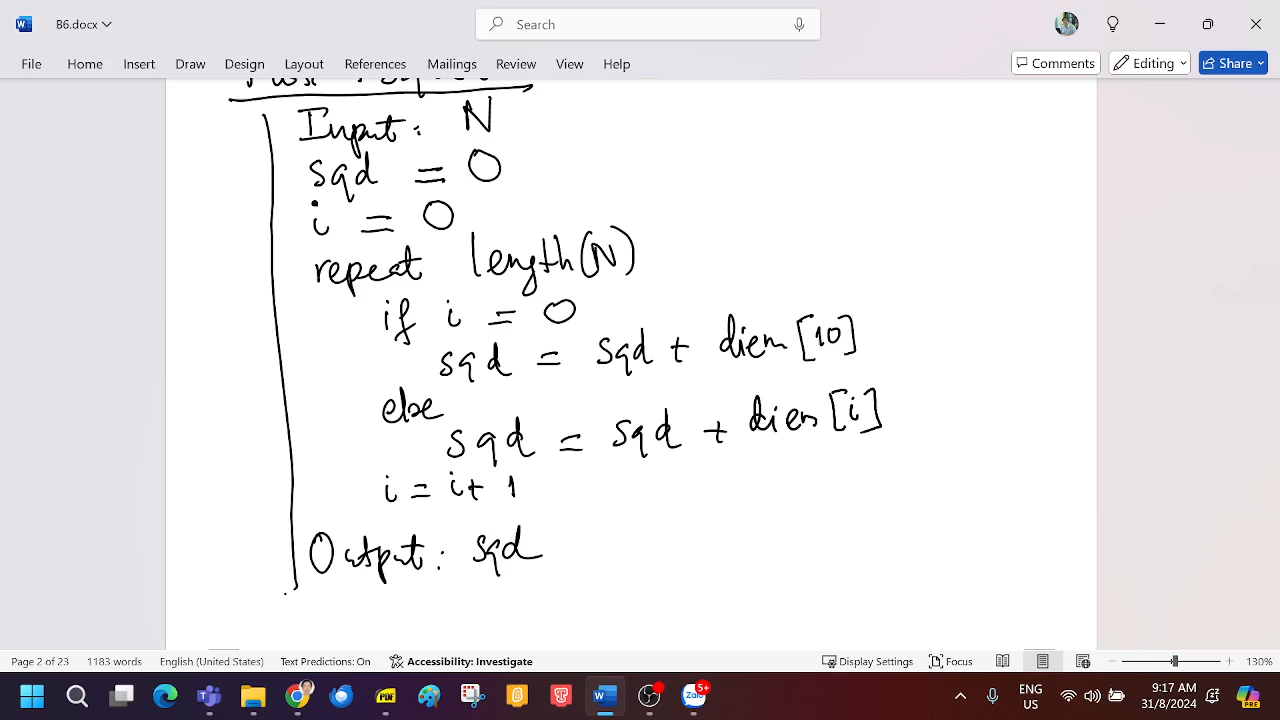 B6.docx
Search
File Home Insert Draw Design Layout References Mailings Review View Help
Comments Editing Share
Input: N
sqd = 0
i = 0
repeat length(N)
if i = 0
sqd = sqd + diem [10]
else
sqd = sqd + diem [i]
i = i + 1
Output: sqd
Page 2 of 23 1183 words English (United States) Text Predictions: On Accessibility: Investigate Display Settings Focus 130%
ENG
US
9:17 AM
31/8/2024